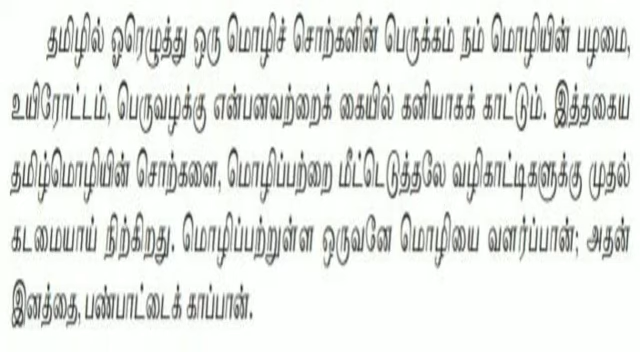 தமிழில் ஓரெழுத்து ஒரு மொழிச் சொற்களின் பெருக்கம் நம் மொழியின் பழமை,
உயிரோட்டம், பெருவழக்கு என்பனவற்றைக் கையில் கனியாகக் காட்டும். இத்தகைய
தமிழ்மொழியின் சொற்களை, மொழிப்பற்றை மீட்டெடுத்தலே வழிகாட்டிகளுக்கு முதல்
கடமையாய் நிற்கிறது. மொழிப்பற்றுள்ள ஒருவனே மொழியை வளர்ப்பான்; அதன்
இனத்தை, பண்பாட்டைக் காப்பான்.